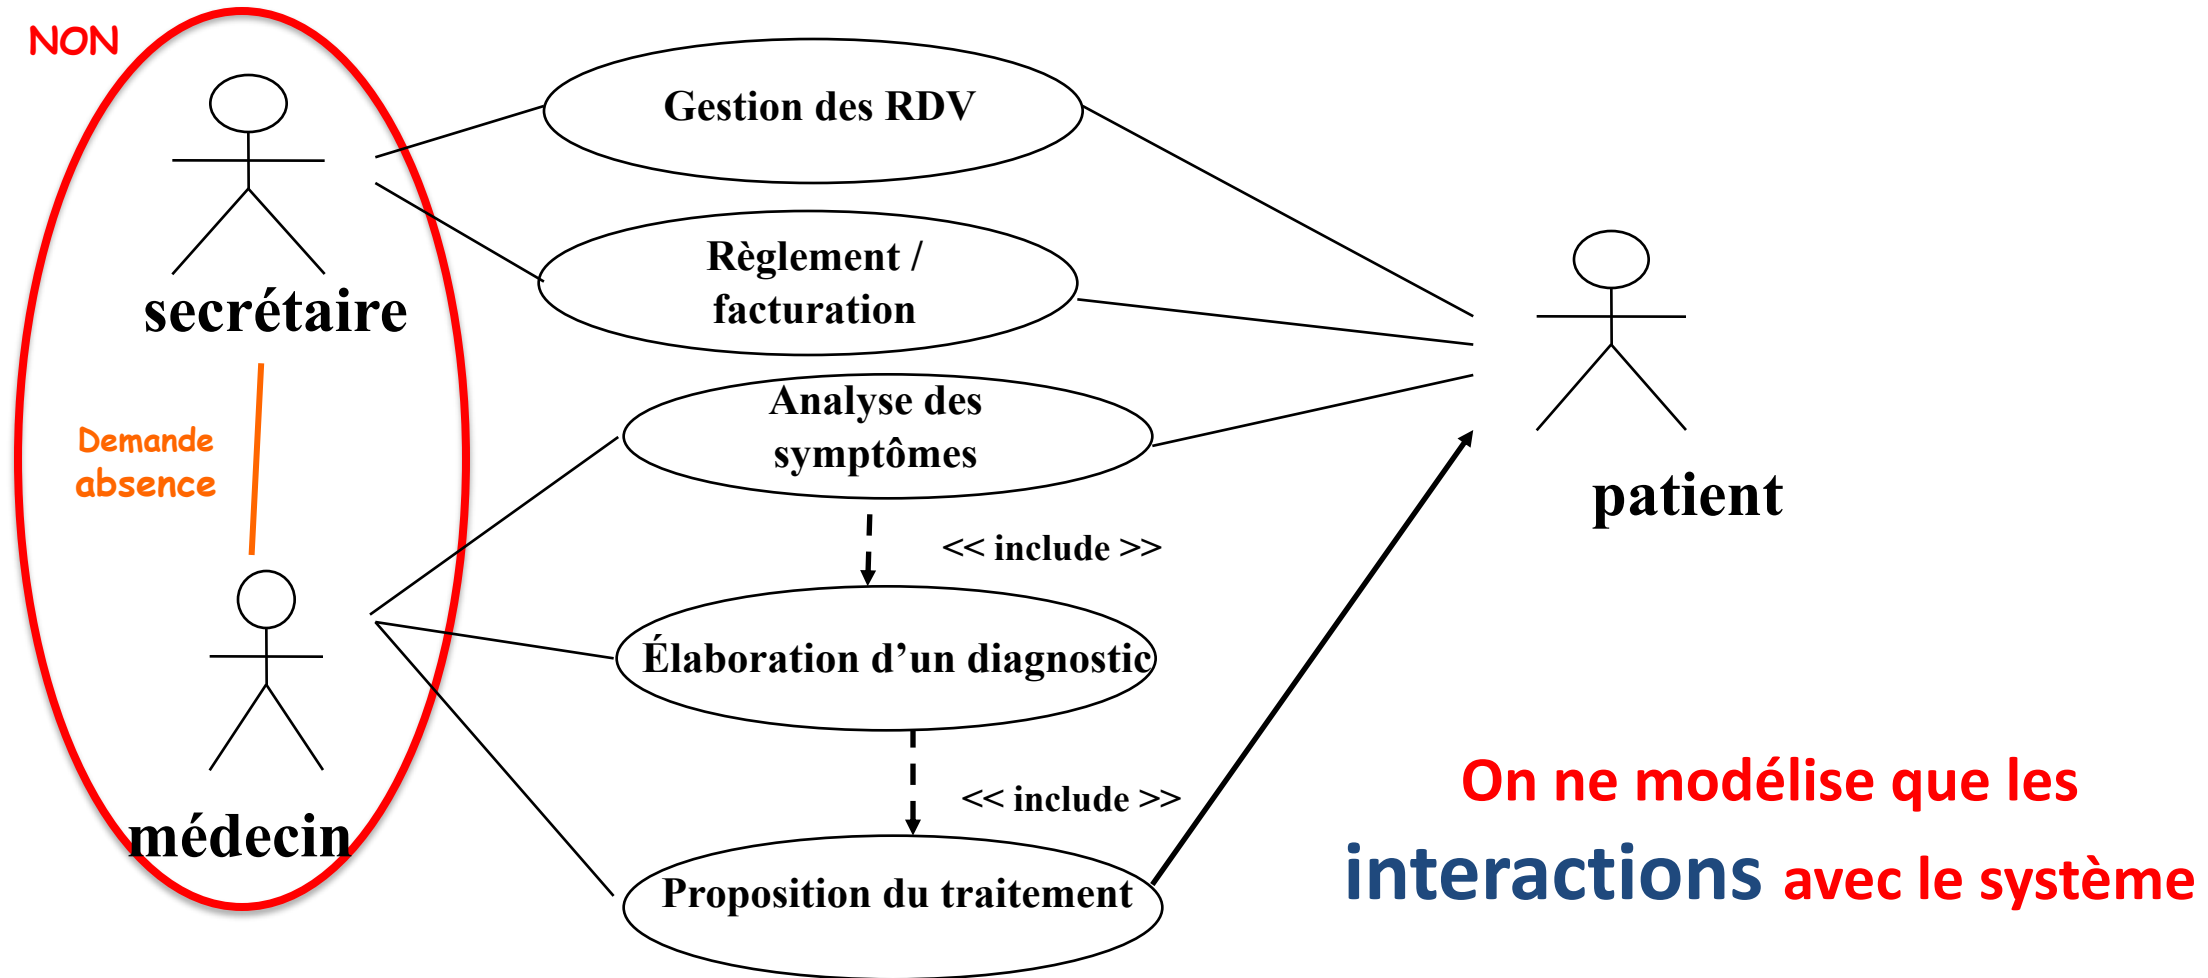 NON
Gestion des RDV
secrétaire
Règlement /
facturation
Demande
absence
Analyse des
symptômes
patient
<< include >>
Élaboration d’un diagnostic
<< include >>
médecin
Proposition du traitement
On ne modélise que les
interactions avec le système